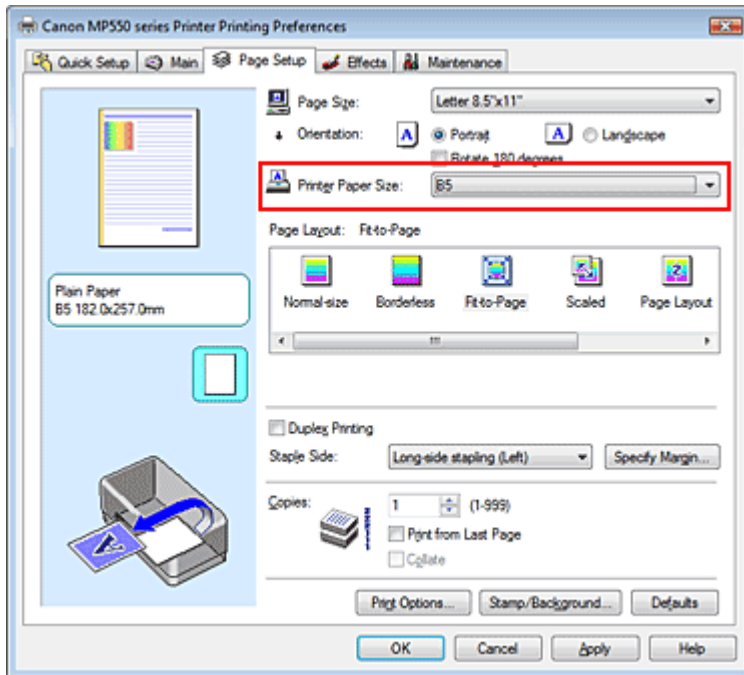 Canon MP550 series Printer Printing Preferences
Quick Setup Main Page Setup Effects Maintenance
Page Size: Letter 8.5"x11"
Orientation: A Portrait A Landscape
Rotate 180 degrees
Printer Paper Size: B5
Page Layout: Fit-to-Page
Normal-size Borderless Fit-to-Page Scaled Page Layout
Plain Paper
B5 182.0x257.0mm
Duplex Printing
Staple Side: Long-side stapling (Left) Specify Margin...
Copies: 1 (1-999)
Print from Last Page
Collate
Print Options... Stamp/Background... Defaults
OK Cancel Apply Help